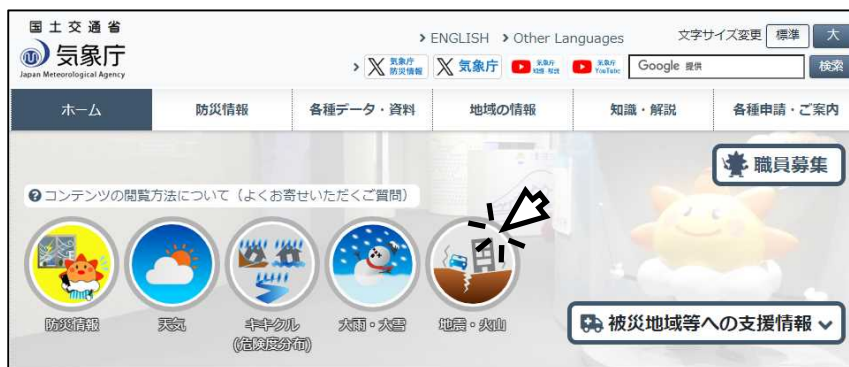 国土交通省
気象庁
Japan Meteorological Agency
ENGLISH Other Languages 文字サイズ変更 標準 大
気象庁 防災情報 気象庁 気象庁 YouTube Google 提供 検索
ホーム 防災情報 各種データ・資料 地域の情報 知識・解説 各種申請・ご案内
職員募集
コンテンツの閲覧方法について（よくお寄せいただくご質問）
防災情報 天気 キキクル 大雨・大雪 地震・火山
(危険度分布)
被災地域等への支援情報